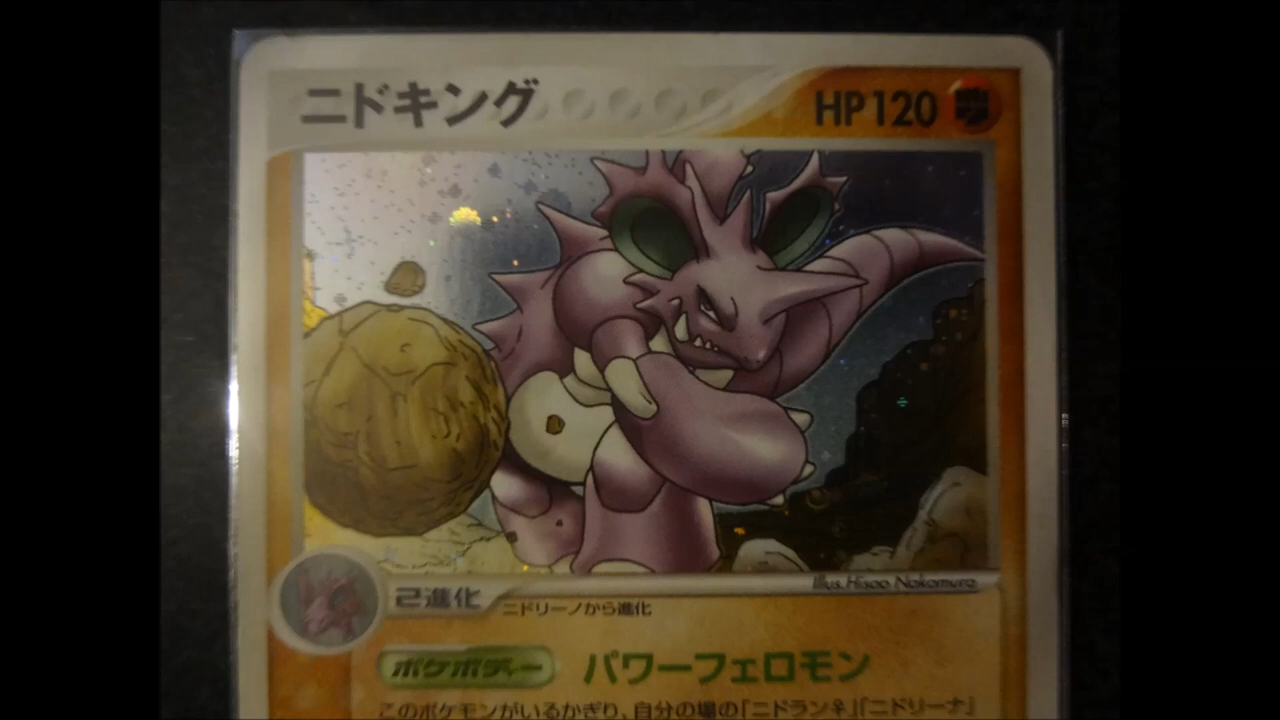 ニドキング
HP 120
Illus. Hisao Nakamura
2進化
ニドリーノから進化
ポケボディー
パワーフェロモン
このポケモンがいるかぎり、自分の場の「ニドラン♀」「ニドリーナ」